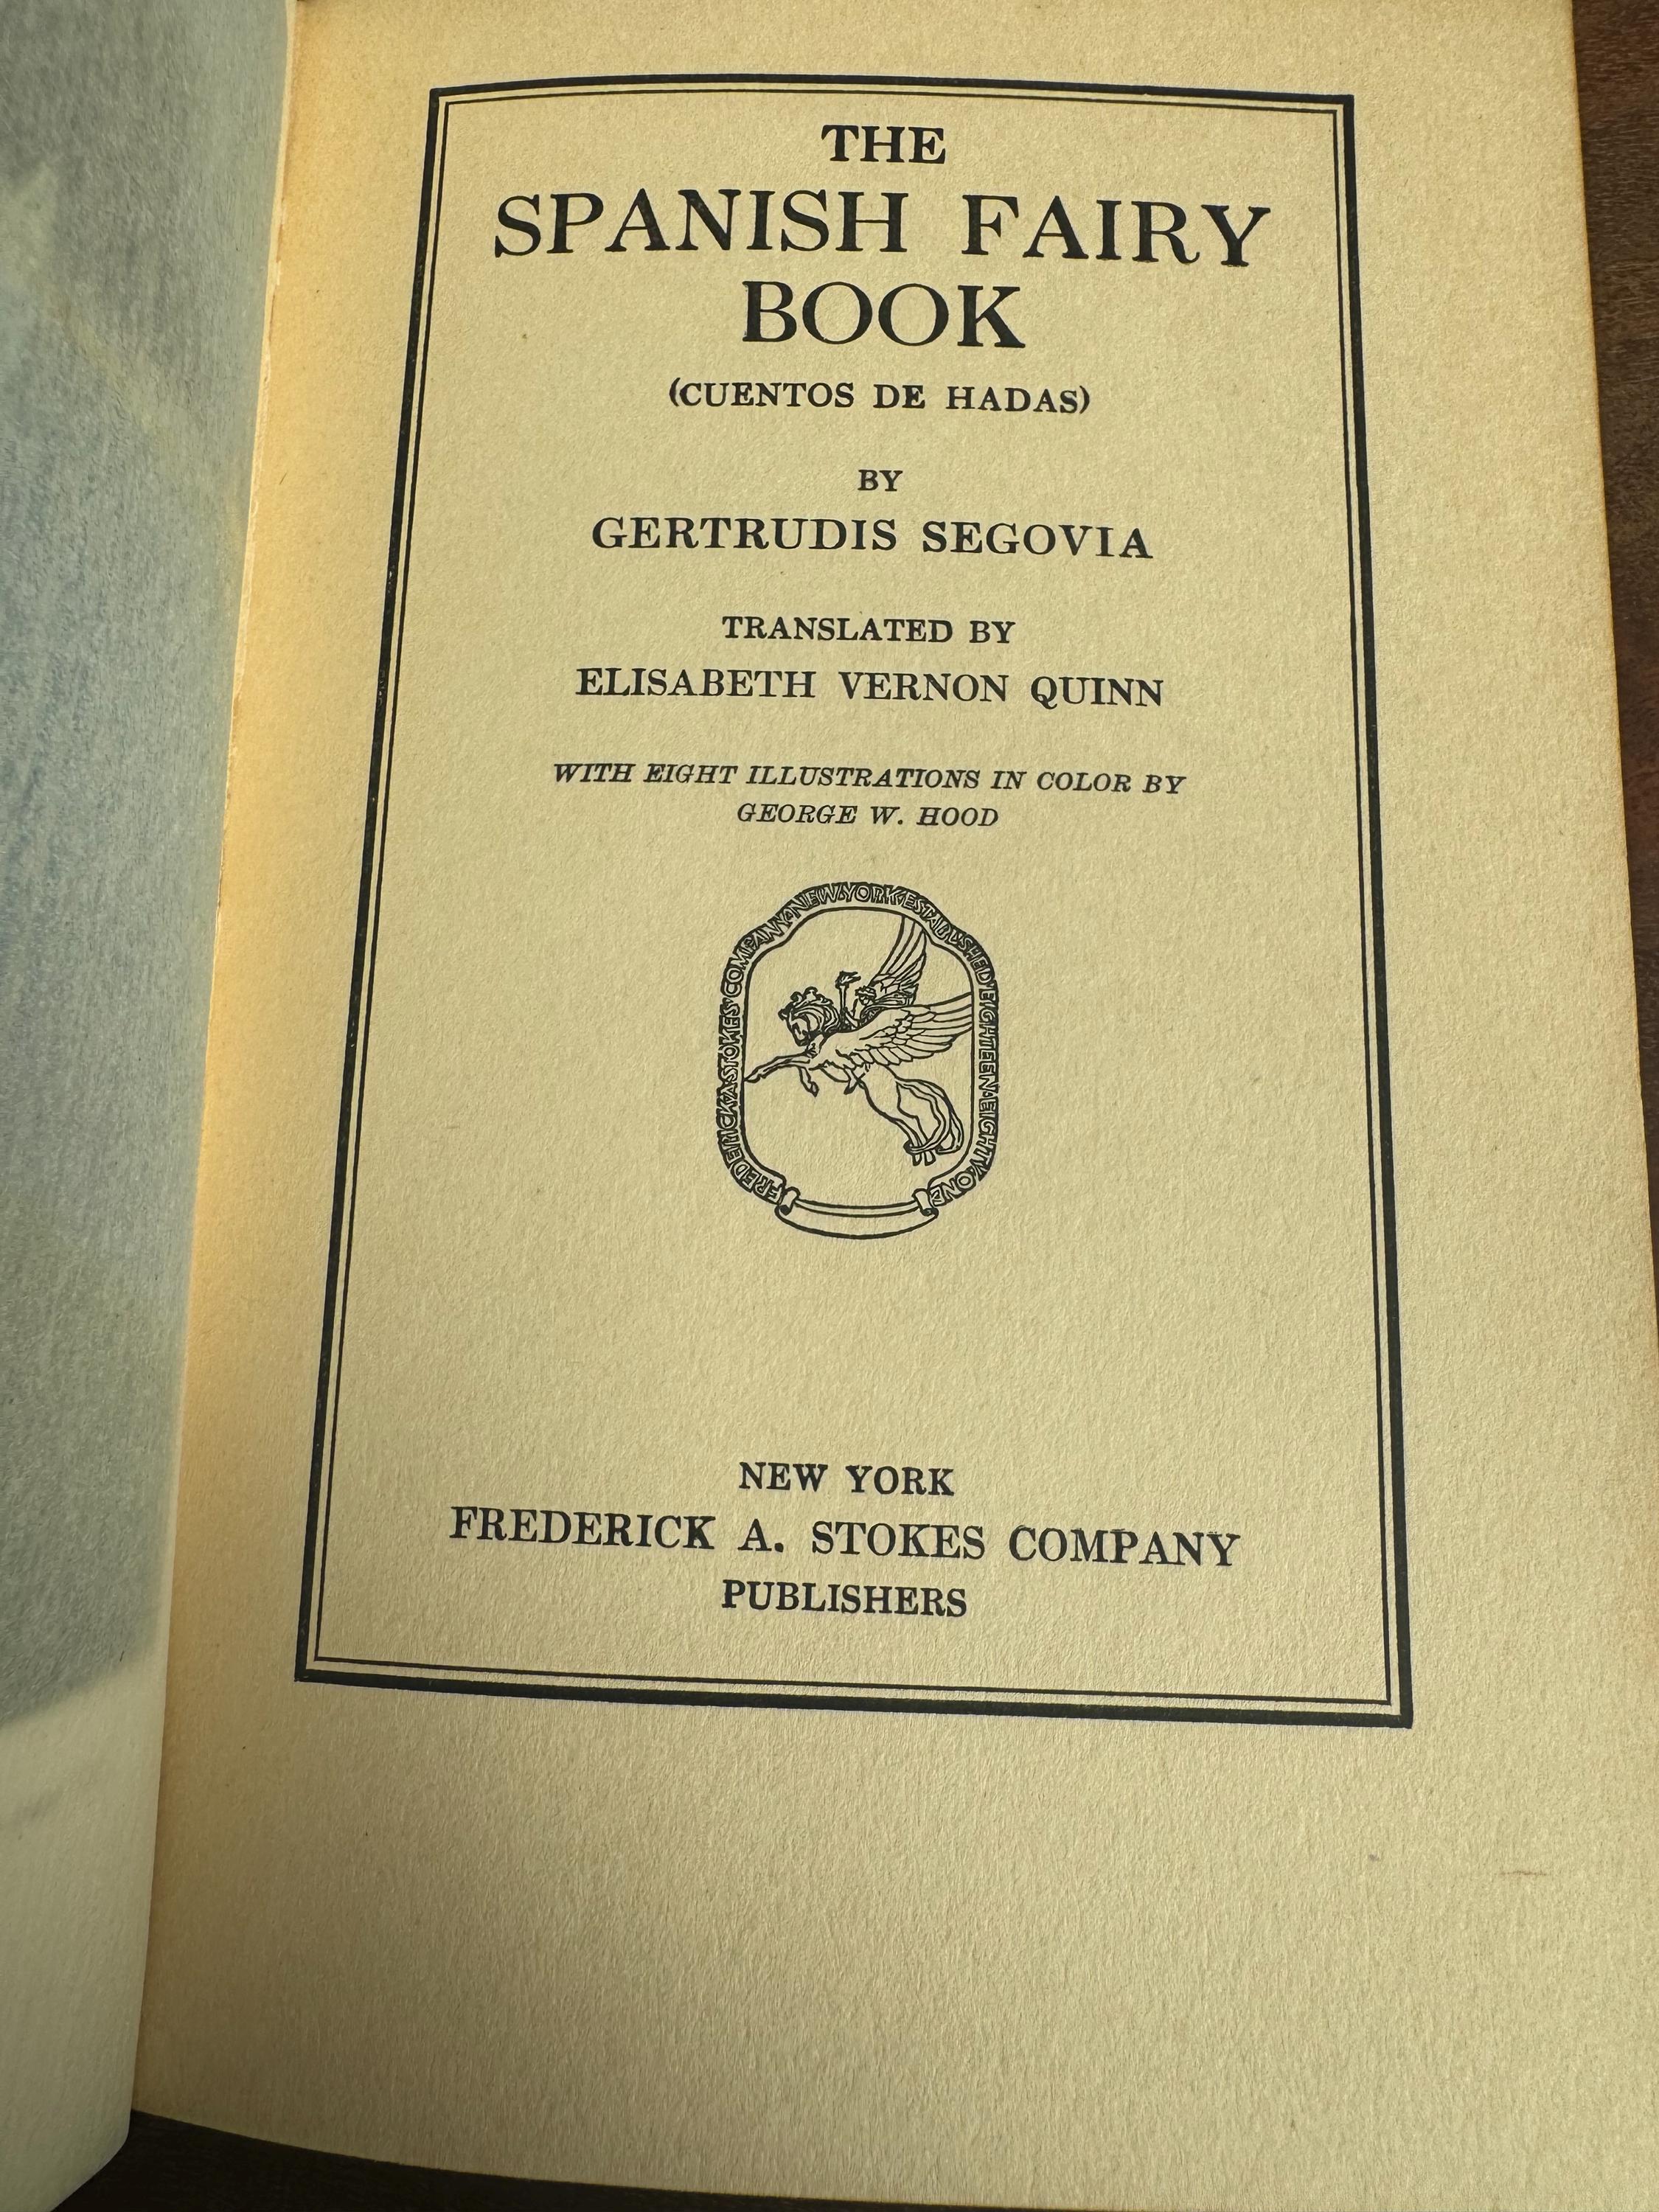 THE
SPANISH FAIRY
BOOK
(CUENTOS DE HADAS)
BY
GERTRUDIS SEGOVIA
TRANSLATED BY
ELISABETH VERNON QUINN
WITH EIGHT ILLUSTRATIONS IN COLOR BY
GEORGE W. HOOD
FREDERICK·A·STOKES·COMPANY·NEW·YORK·ESTABLISHED·EIGHTEEN·EIGHTY·ONE
NEW YORK
FREDERICK A. STOKES COMPANY
PUBLISHERS